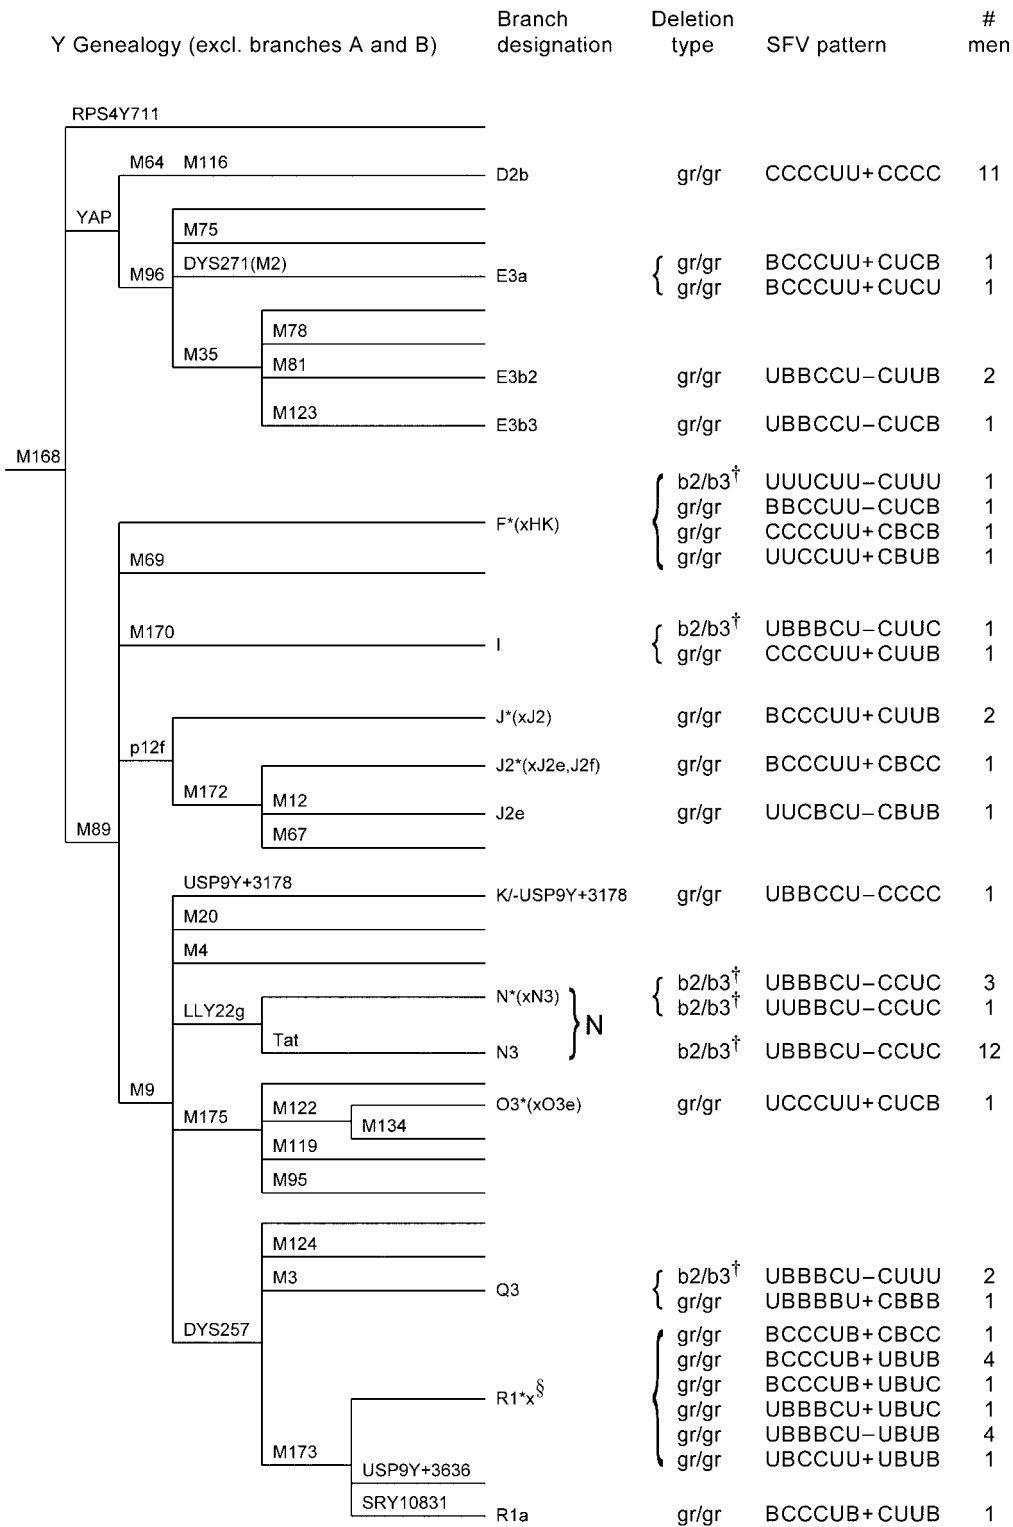 Y Genealogy (excl. branches A and B)
Branch designation
Deletion type
SFV pattern
# men
RPS4Y711
M64 M116
D2b gr/gr CCCCUU+CCCC 11
YAP
M75
DYS271(M2)
M96
E3a
gr/gr BCCCUU+CUCB 1
gr/gr BCCCUU+CUCU 1
M78
M35
M81
E3b2 gr/gr UBBCCU–CUUB 2
M123
E3b3 gr/gr UBBCCU–CUCB 1
M168
F*(xHK)
b2/b3† UUUCUU–CUUU 1
gr/gr BBCCUU–CUCB 1
gr/gr CCCCUU+CBCB 1
gr/gr UUCCUU+CBUB 1
M69
M170
I
b2/b3† UBBBCU–CUUC 1
gr/gr CCCCUU+CUUB 1
J*(xJ2) gr/gr BCCCUU+CUUB 2
p12f
J2*(xJ2e,J2f) gr/gr BCCCUU+CBCC 1
M172
M12
J2e gr/gr UUCBCU–CBUB 1
M67
M89
USP9Y+3178
K/-USP9Y+3178 gr/gr UBBCCU–CCCC 1
M20
M4
N*(xN3)
b2/b3† UBBBCU–CCUC 3
b2/b3† UUBBCU–CCUC 1
LLY22g
N
Tat
N3 b2/b3† UBBBCU–CCUC 12
M9
M175
M122
O3*(xO3e) gr/gr UCCCUU+CUCB 1
M134
M119
M95
M124
M3
Q3
b2/b3† UBBBCU–CUUU 2
gr/gr UBBBBU+CBBB 1
DYS257
R1*x§
gr/gr BCCCUB+CBCC 1
gr/gr BCCCUB+UBUB 4
gr/gr BCCCUB+UBUC 1
gr/gr UBBBCU+UBUC 1
gr/gr UBBBCU–UBUB 4
gr/gr UBCCUU+UBUB 1
M173
USP9Y+3636
SRY10831
R1a gr/gr BCCCUB+CUUB 1